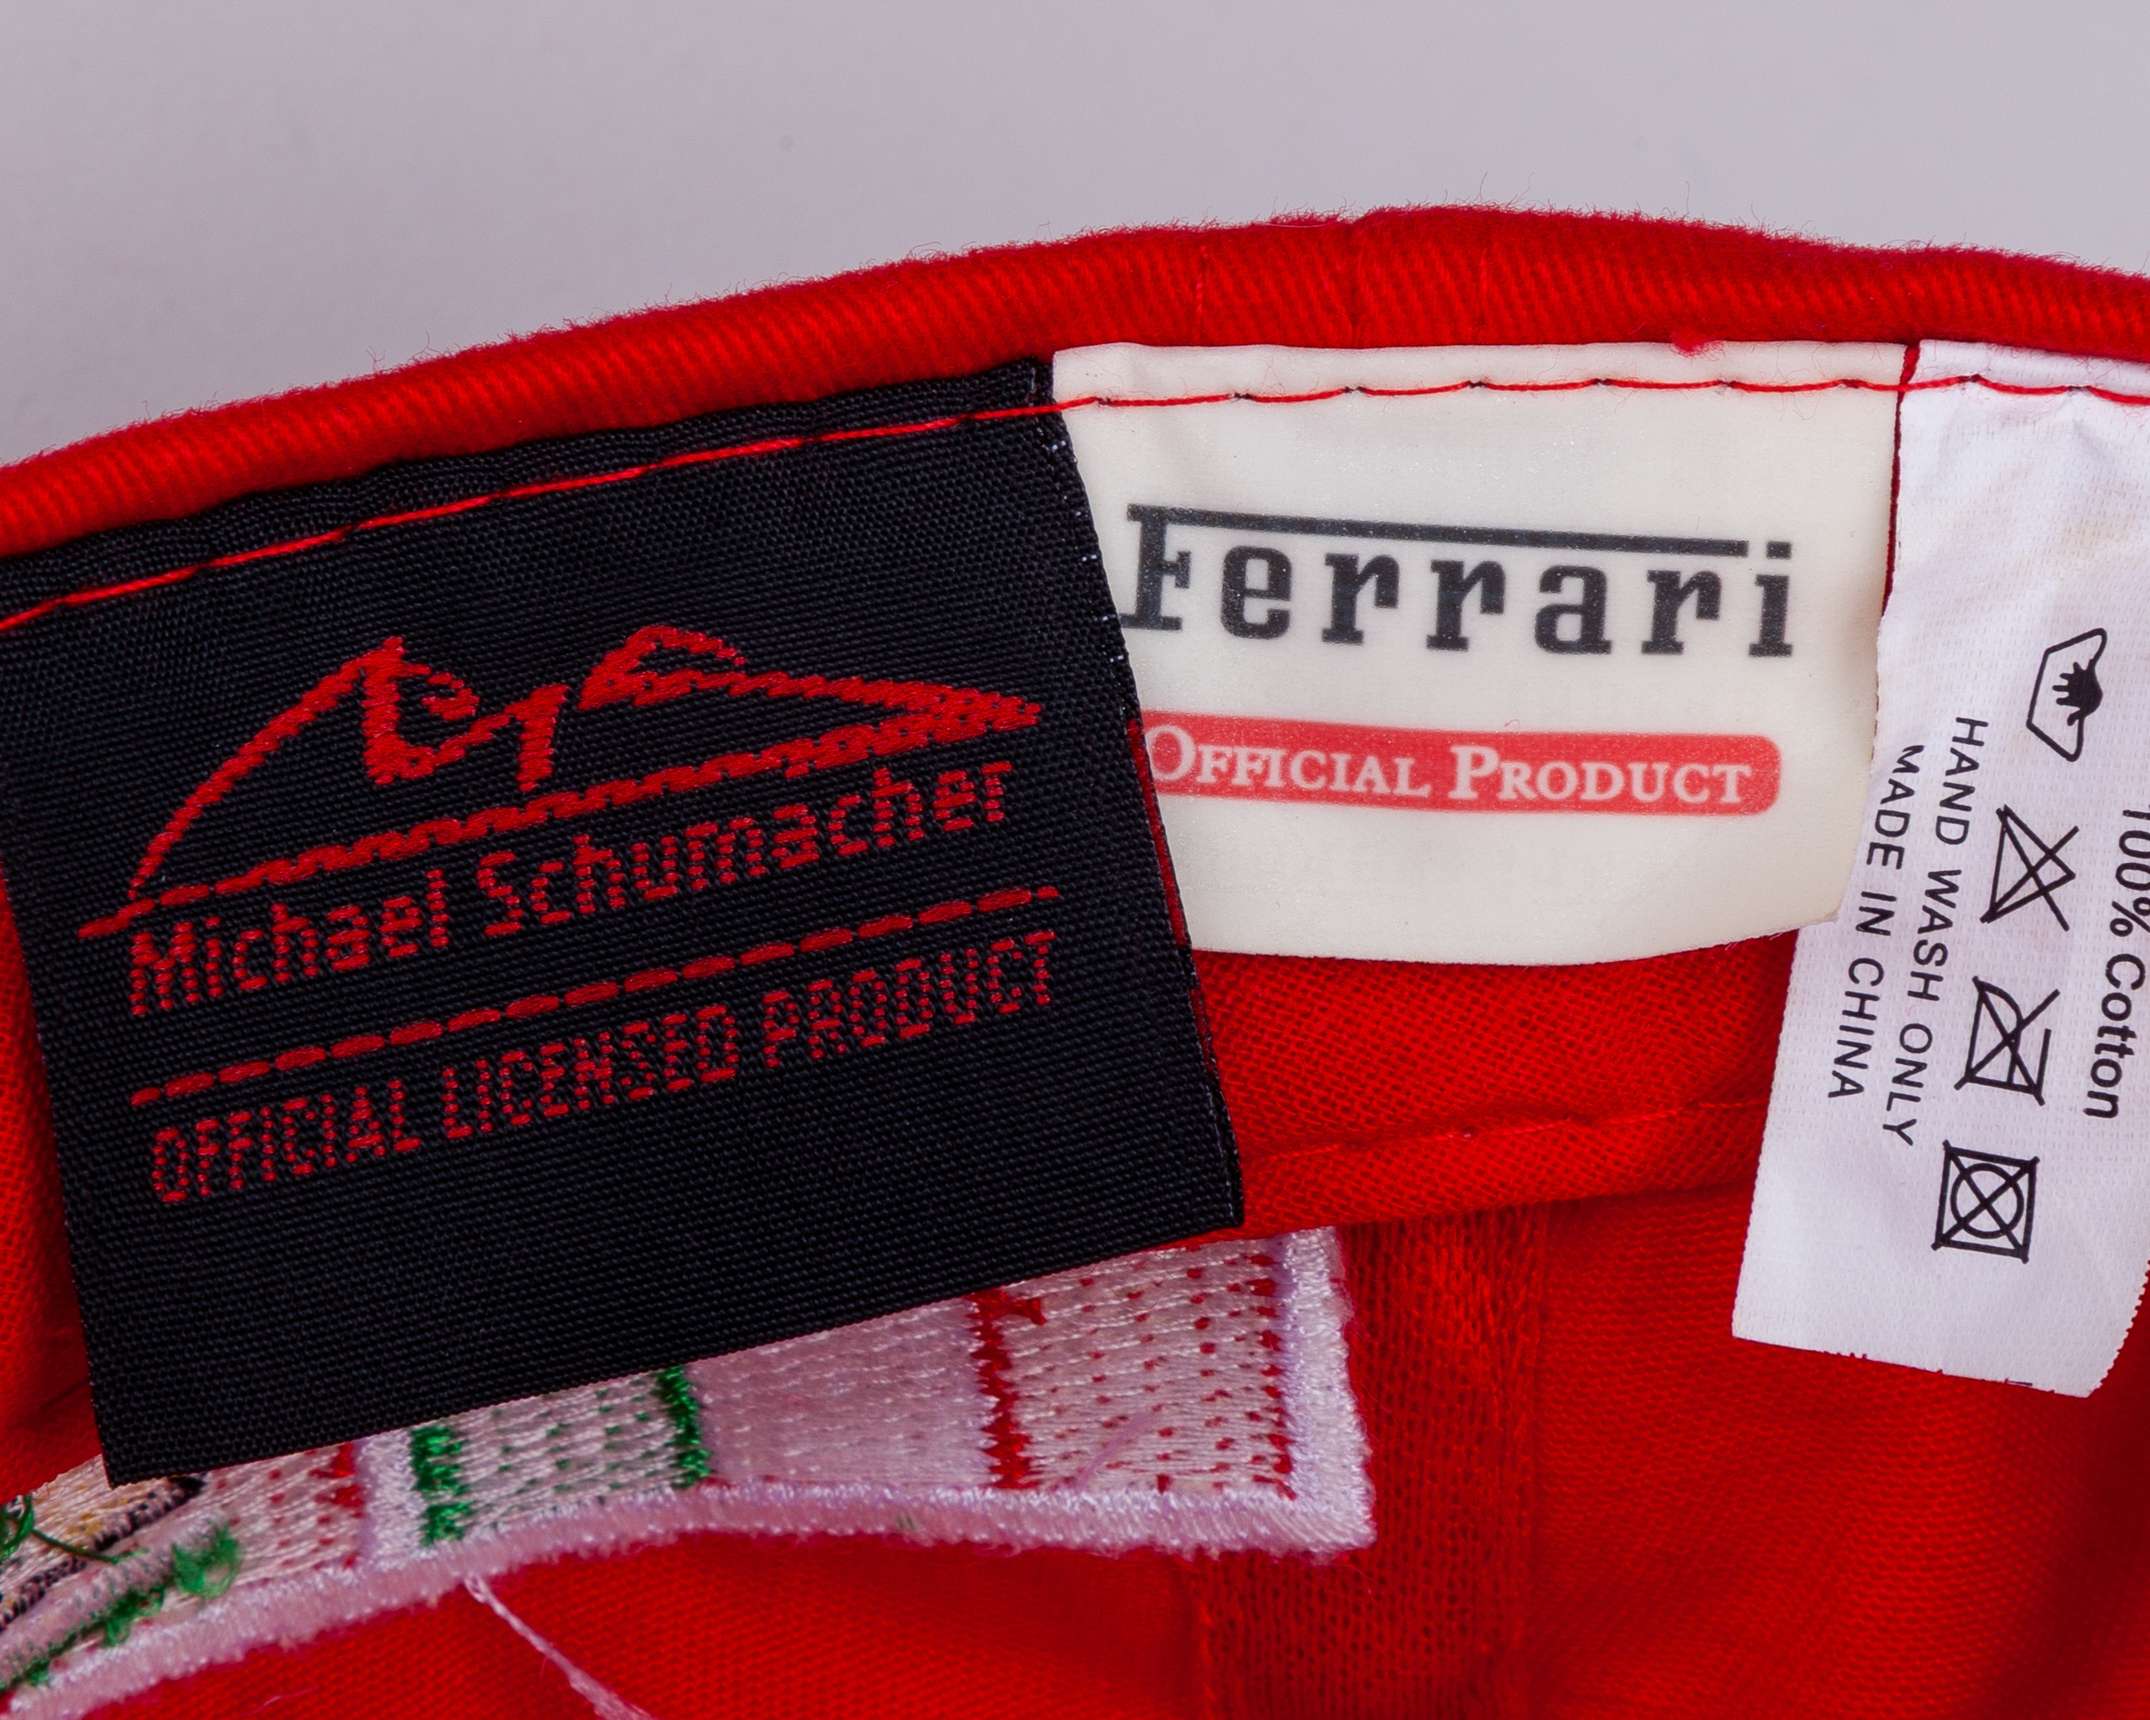 Michael Schumacher
OFFICIAL LICENSED PRODUCT
Ferrari
OFFICIAL PRODUCT
100% Cotton
HAND WASH ONLY
MADE IN CHINA